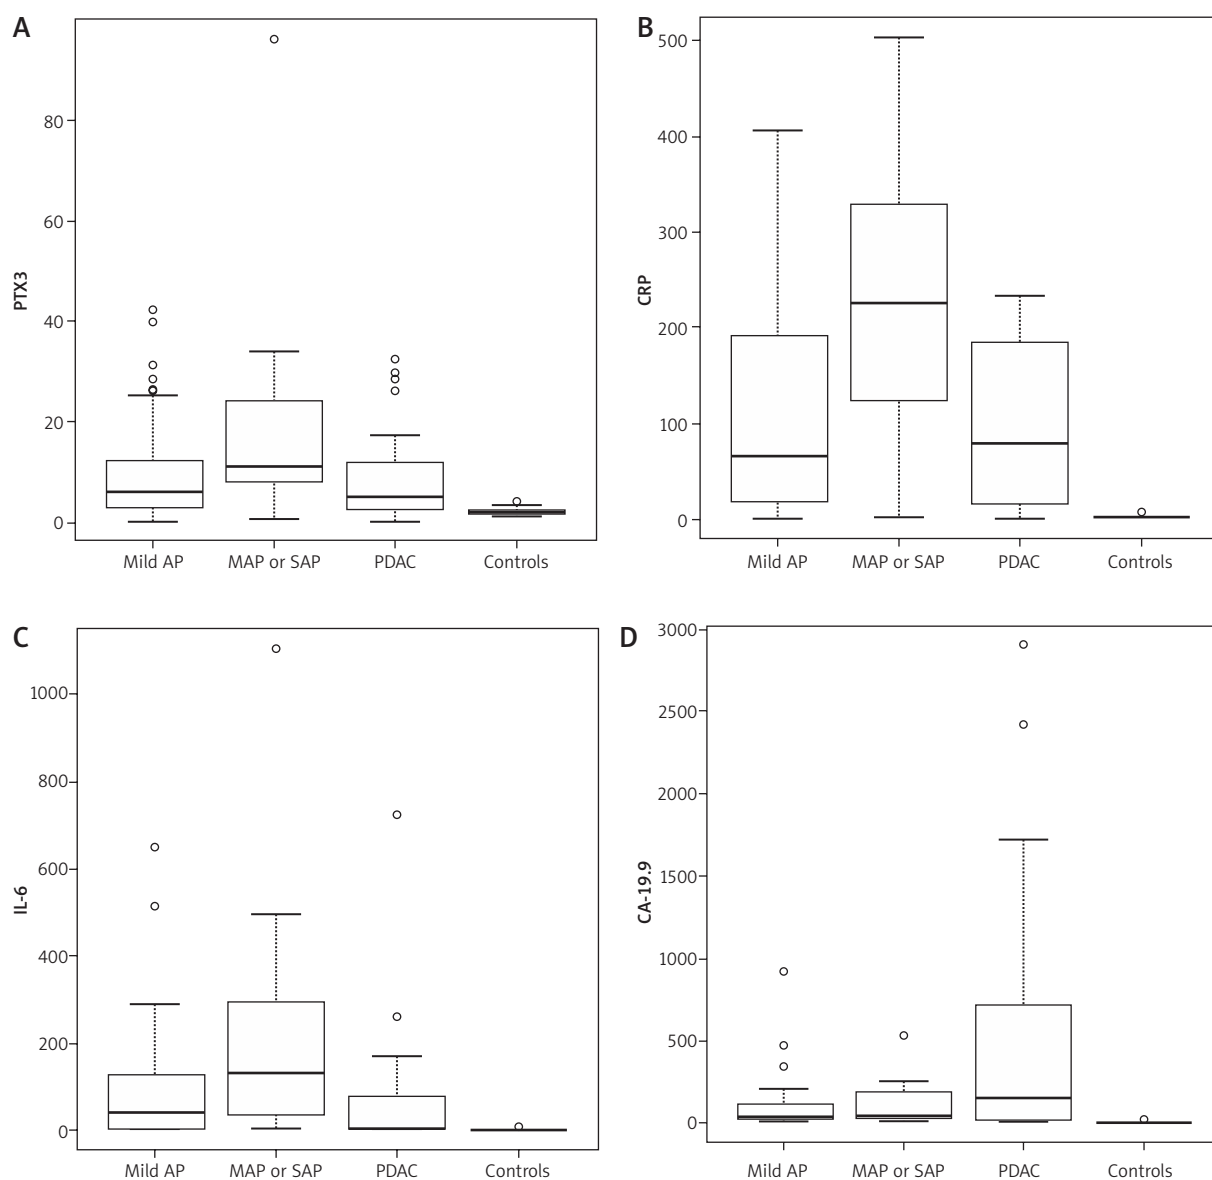 A
PTX3
80
60
40
20
0
Mild AP MAP or SAP PDAC Controls
B
CRP
500
400
300
200
100
0
Mild AP MAP or SAP PDAC Controls
C
IL-6
1000
800
600
400
200
0
Mild AP MAP or SAP PDAC Controls
D
CA-19.9
3000
2500
2000
1500
1000
500
0
Mild AP MAP or SAP PDAC Controls